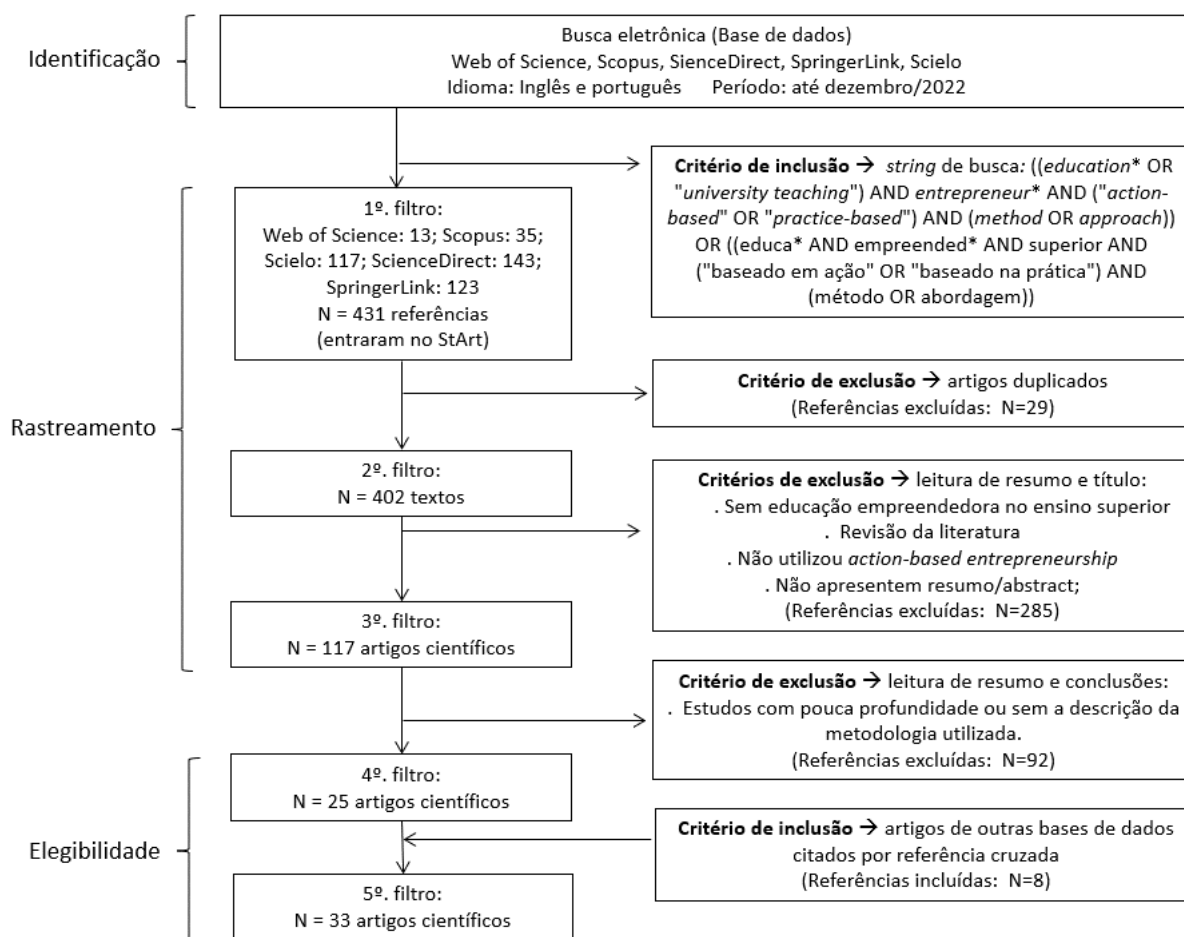 Identificação
Busca eletrônica (Base de dados)
Web of Science, Scopus, SienceDirect, SpringerLink, Scielo
Idioma: Inglês e português Período: até dezembro/2022
Critério de inclusão → string de busca: ((education* OR
"university teaching") AND entrepreneur* AND ("action-
based" OR "practice-based") AND (method OR approach))
OR ((educa* AND empreended* AND superior AND
("baseado em ação" OR "baseado na prática") AND
(método OR abordagem))
Rastreamento
1º. filtro:
Web of Science: 13; Scopus: 35;
Scielo: 117; ScienceDirect: 143;
SpringerLink: 123
N = 431 referências
(entraram no StArt)
Critério de exclusão → artigos duplicados
(Referências excluídas: N=29)
2º. filtro:
N = 402 textos
Critérios de exclusão → leitura de resumo e título:
. Sem educação empreendedora no ensino superior
. Revisão da literatura
. Não utilizou action-based entrepreneurship
. Não apresentem resumo/abstract;
(Referências excluídas: N=285)
3º. filtro:
N = 117 artigos científicos
Critério de exclusão → leitura de resumo e conclusões:
. Estudos com pouca profundidade ou sem a descrição da
metodologia utilizada.
(Referências excluídas: N=92)
Elegibilidade
4º. filtro:
N = 25 artigos científicos
Critério de inclusão → artigos de outras bases de dados
citados por referência cruzada
(Referências incluídas: N=8)
5º. filtro:
N = 33 artigos científicos